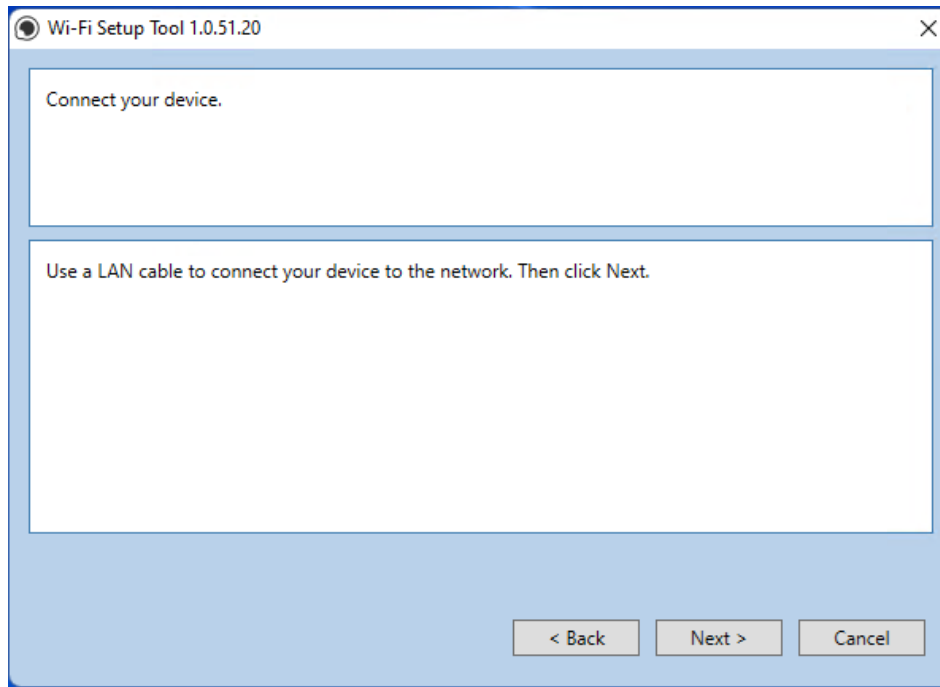 Wi-Fi Setup Tool 1.0.51.20
Connect your device.
Use a LAN cable to connect your device to the network. Then click Next.
< Back
Next >
Cancel